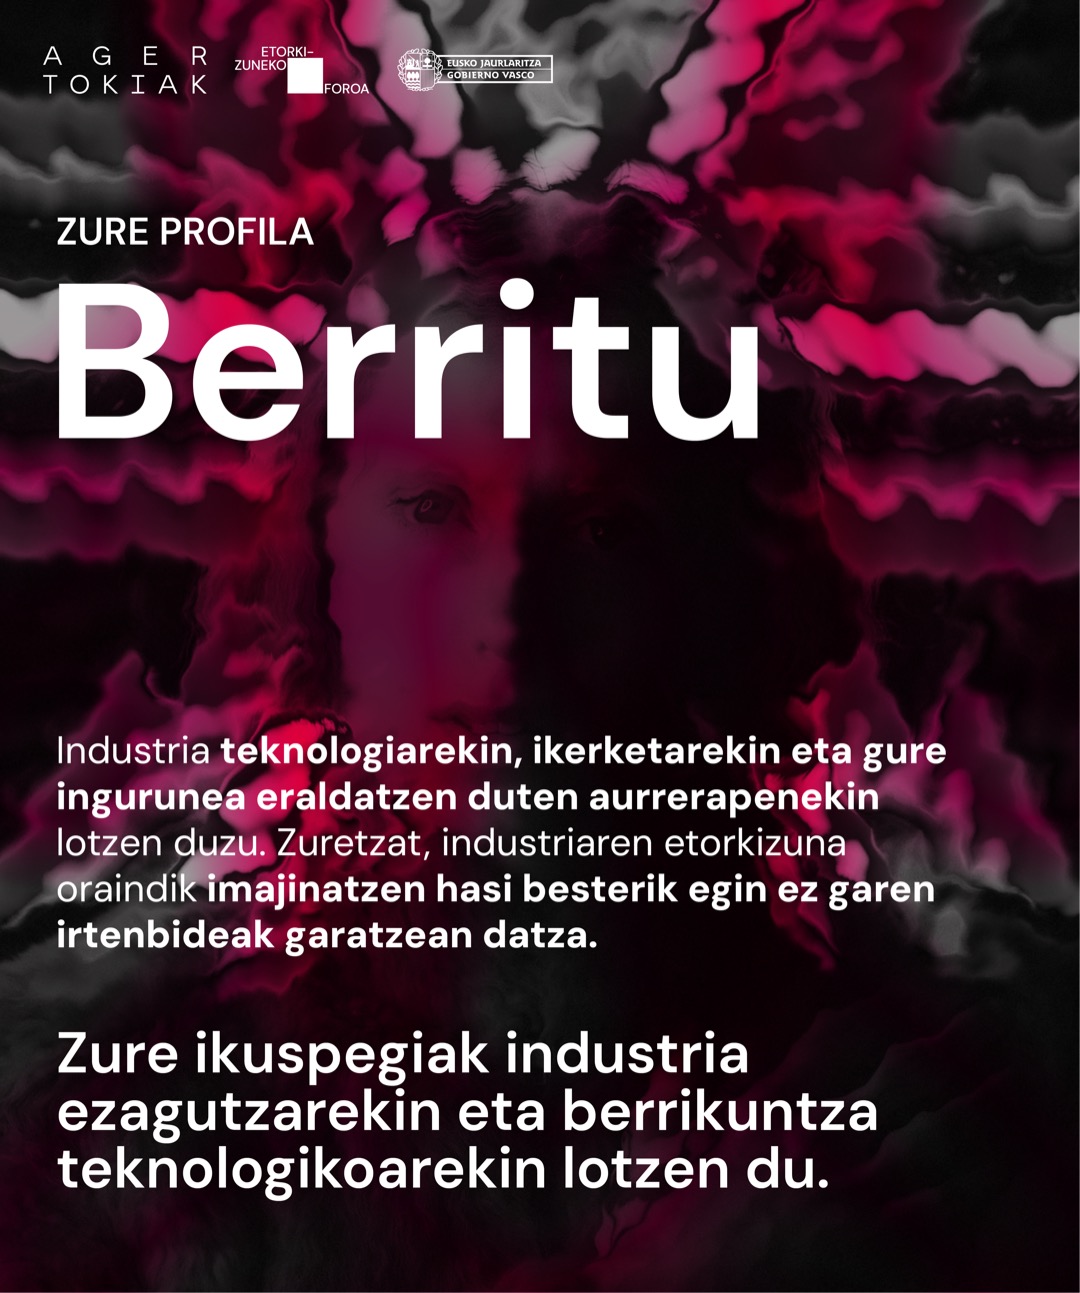 AGER
TOKIAK
ETORKI-
ZUNEKO
FOROA
EUSKO JAURLARITZA
GOBIERNO VASCO
ZURE PROFILA
Berritu
Industria teknologiarekin, ikerketarekin eta gure
ingurunea eraldatzen duten aurrerapenekin
lotzen duzu. Zuretzat, industriaren etorkizuna
oraindik imajinatzen hasi besterik egin ez garen
irtenbideak garatzean datza.
Zure ikuspegiak industria
ezagutzarekin eta berrikuntza
teknologikoarekin lotzen du.